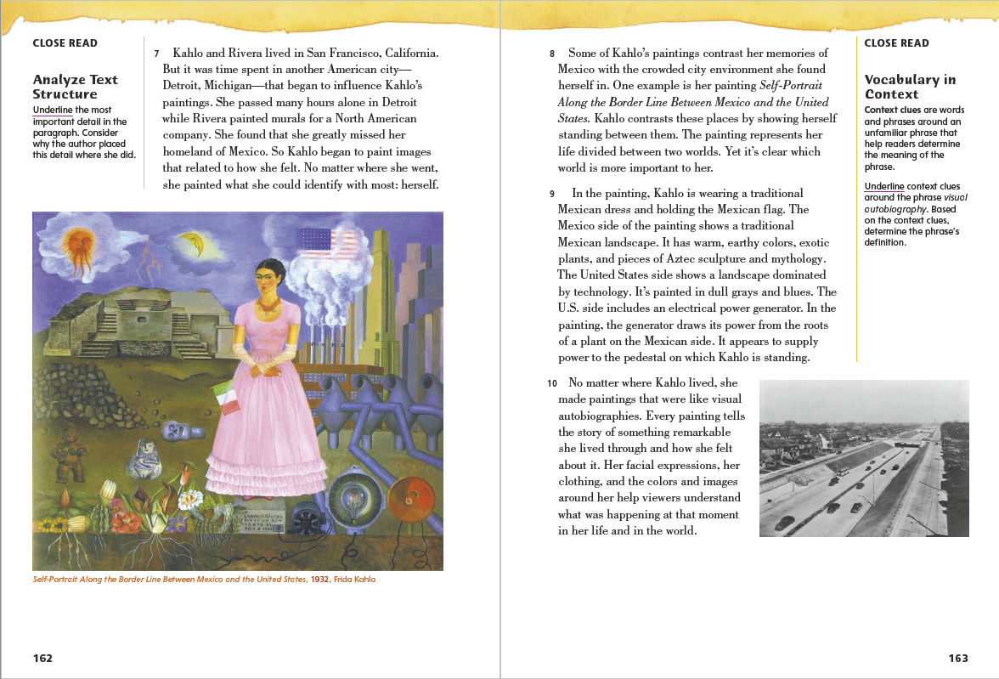 CLOSE READ
Analyze Text
Structure
Underline the most
important detail in the
paragraph. Consider
why the author placed
this detail where she did.
7 Kahlo and Rivera lived in San Francisco, California.
But it was time spent in another American city—
Detroit, Michigan—that began to influence Kahlo's
paintings. She passed many hours alone in Detroit
while Rivera painted murals for a North American
company. She found that she greatly missed her
homeland of Mexico. So Kahlo began to paint images
that related to how she felt. No matter where she went,
she painted what she could identify with most: herself.
FORD
CARMEN RIVERA
PINTÓ SU RE-
TRATO EL
AÑO DE 1932
Self-Portrait Along the Border Line Between Mexico and the United States, 1932, Frida Kahlo
162
8 Some of Kahlo's paintings contrast her memories of
Mexico with the crowded city environment she found
herself in. One example is her painting Self-Portrait
Along the Border Line Between Mexico and the United
States. Kahlo contrasts these places by showing herself
standing between them. The painting represents her
life divided between two worlds. Yet it's clear which
world is more important to her.
9 In the painting, Kahlo is wearing a traditional
Mexican dress and holding the Mexican flag. The
Mexico side of the painting shows a traditional
Mexican landscape. It has warm, earthy colors, exotic
plants, and pieces of Aztec sculpture and mythology.
The United States side shows a landscape dominated
by technology. It's painted in dull grays and blues. The
U.S. side includes an electrical power generator. In the
painting, the generator draws its power from the roots
of a plant on the Mexican side. It appears to supply
power to the pedestal on which Kahlo is standing.
10 No matter where Kahlo lived, she
made paintings that were like visual
autobiographies. Every painting tells
the story of something remarkable
she lived through and how she felt
about it. Her facial expressions, her
clothing, and the colors and images
around her help viewers understand
what was happening at that moment
in her life and in the world.
CLOSE READ
Vocabulary in
Context
Context clues are words
and phrases around an
unfamiliar phrase that
help readers determine
the meaning of the
phrase.
Underline context clues
around the phrase visual
autobiography. Based
on the context clues,
determine the phrase's
definition.
163